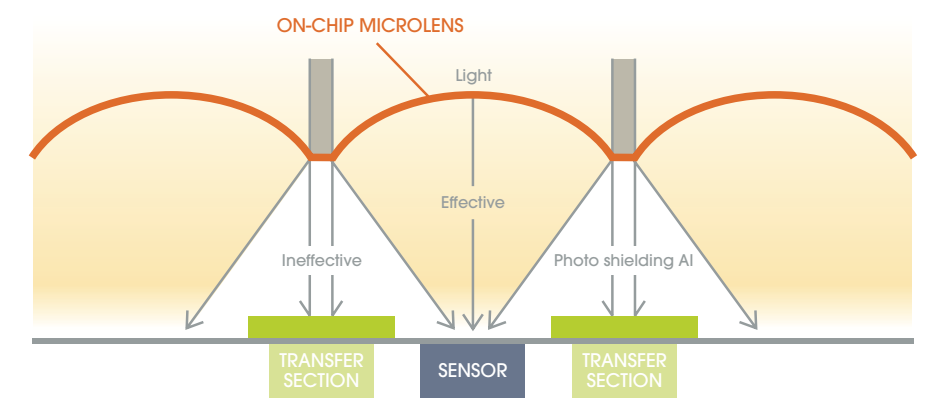 ON-CHIP MICROLENS
Light
Effective
Ineffective
Photo shielding Al
TRANSFER
SECTION
SENSOR
TRANSFER
SECTION